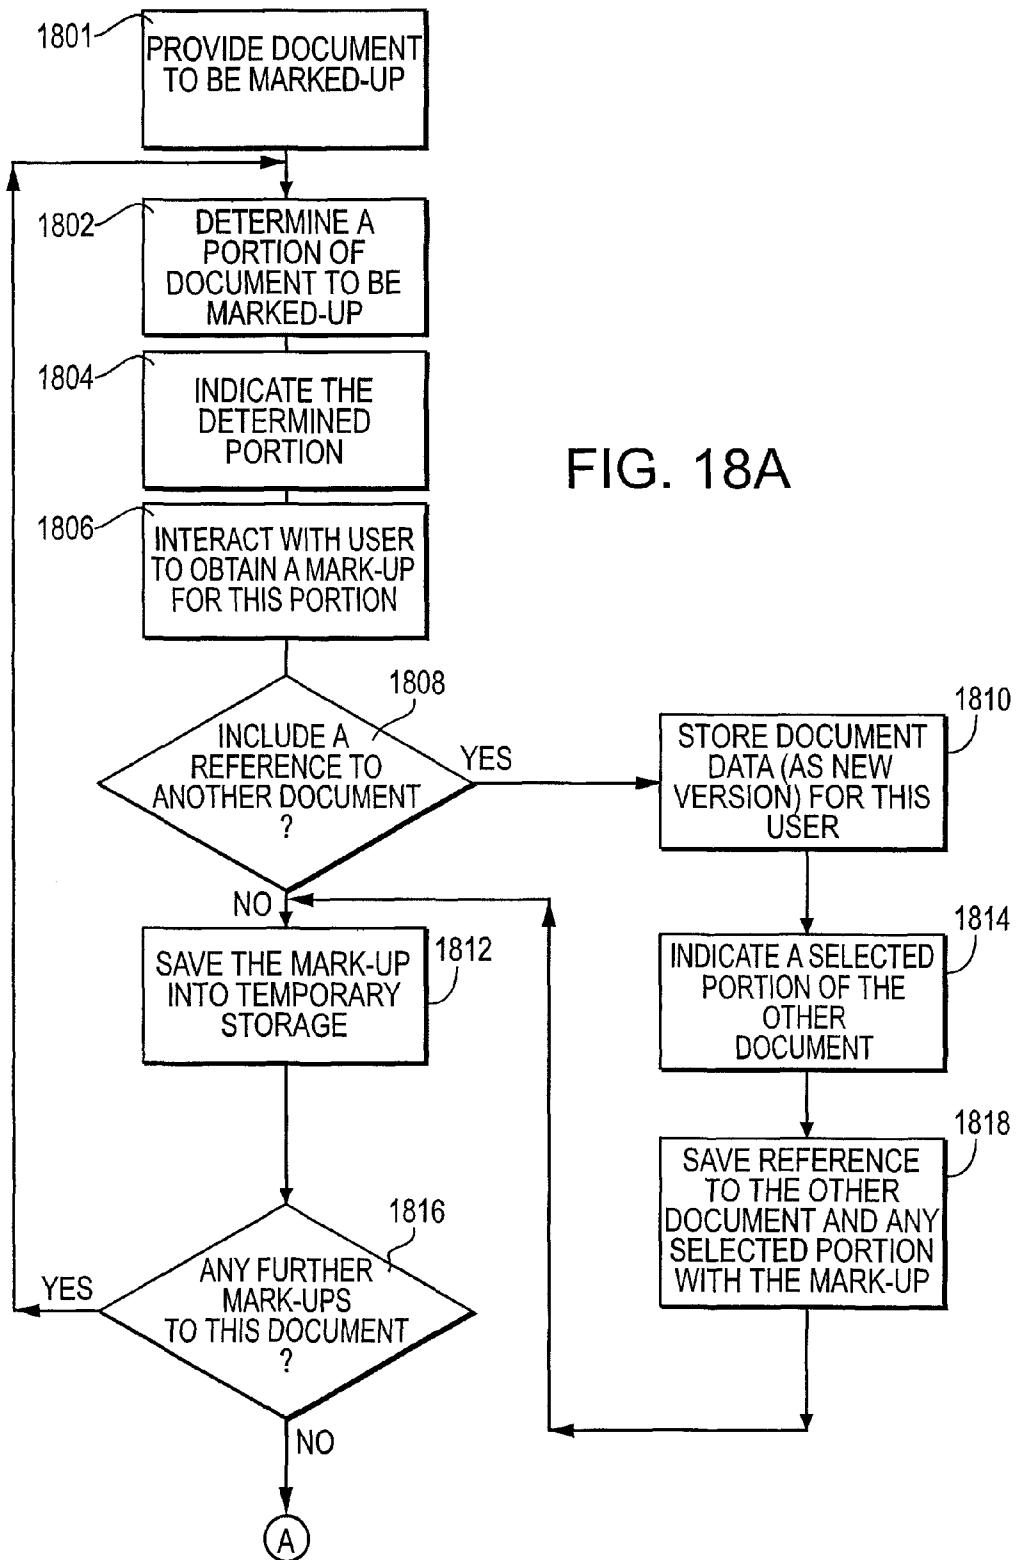 1801
PROVIDE DOCUMENT
TO BE MARKED-UP
1802
DETERMINE A
PORTION OF
DOCUMENT TO BE
MARKED-UP
1804
INDICATE THE
DETERMINED
PORTION
FIG. 18A
1806
INTERACT WITH USER
TO OBTAIN A MARK-UP
FOR THIS PORTION
1808
INCLUDE A
REFERENCE TO
ANOTHER DOCUMENT
?
YES
NO
1810
STORE DOCUMENT
DATA (AS NEW
VERSION) FOR THIS
USER
1812
SAVE THE MARK-UP
INTO TEMPORARY
STORAGE
1814
INDICATE A SELECTED
PORTION OF THE
OTHER
DOCUMENT
1816
ANY FURTHER
MARK-UPS
TO THIS DOCUMENT
?
YES
NO
1818
SAVE REFERENCE
TO THE OTHER
DOCUMENT AND ANY
SELECTED PORTION
WITH THE MARK-UP
A